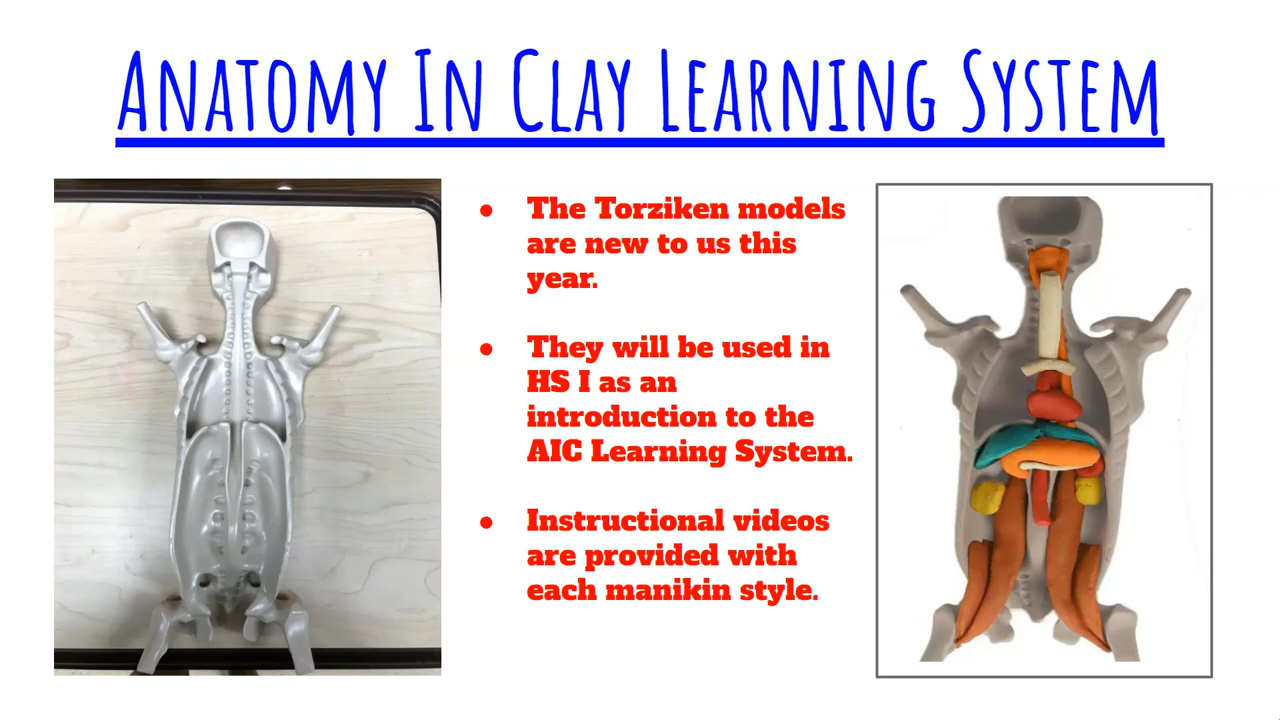 Anatomy In Clay Learning System
● The Torziken models
are new to us this
year.
● They will be used in
HS I as an
introduction to the
AIC Learning System.
● Instructional videos
are provided with
each manikin style.